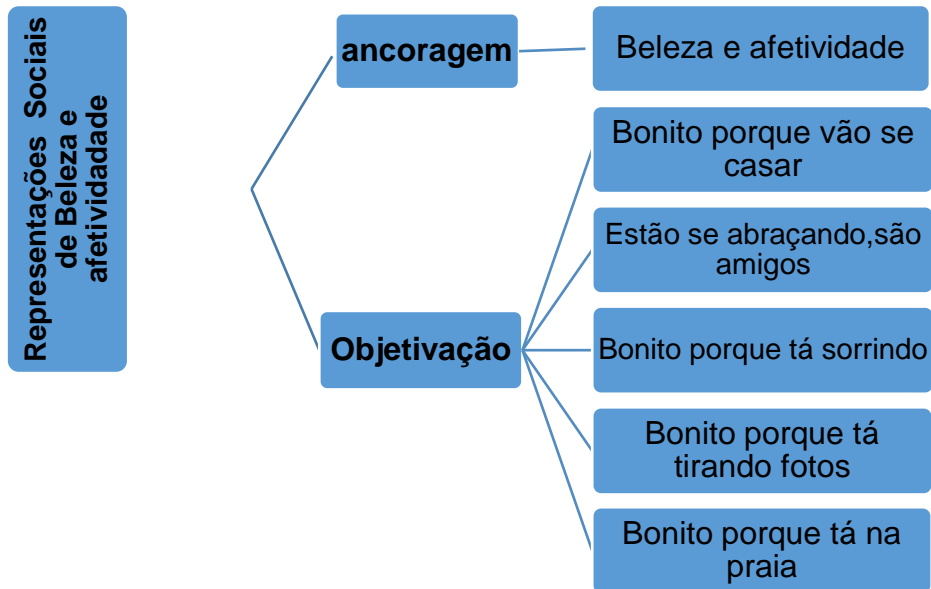 Representações Sociais
de Beleza e
afetividadade
ancoragem
Beleza e afetividade
Objetivação
Bonito porque vão se
casar
Estão se abraçando,são
amigos
Bonito porque tá sorrindo
Bonito porque tá
tirando fotos
Bonito porque tá na
praia